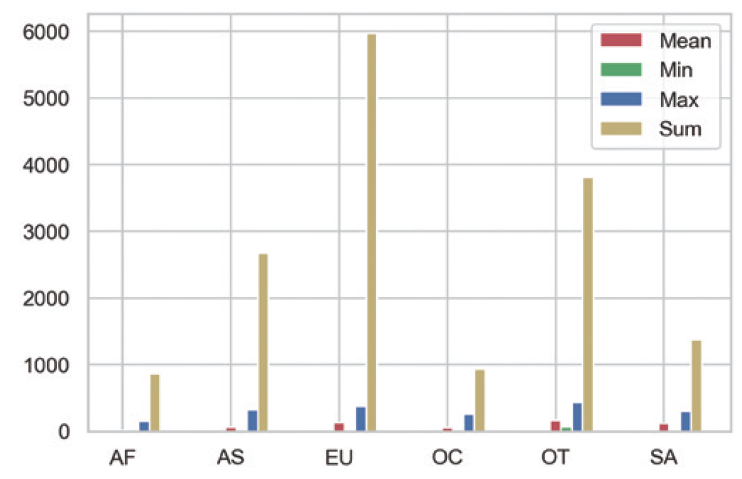 6000
5000
4000
3000
2000
1000
0
AF AS EU OC OT SA
Mean
Min
Max
Sum